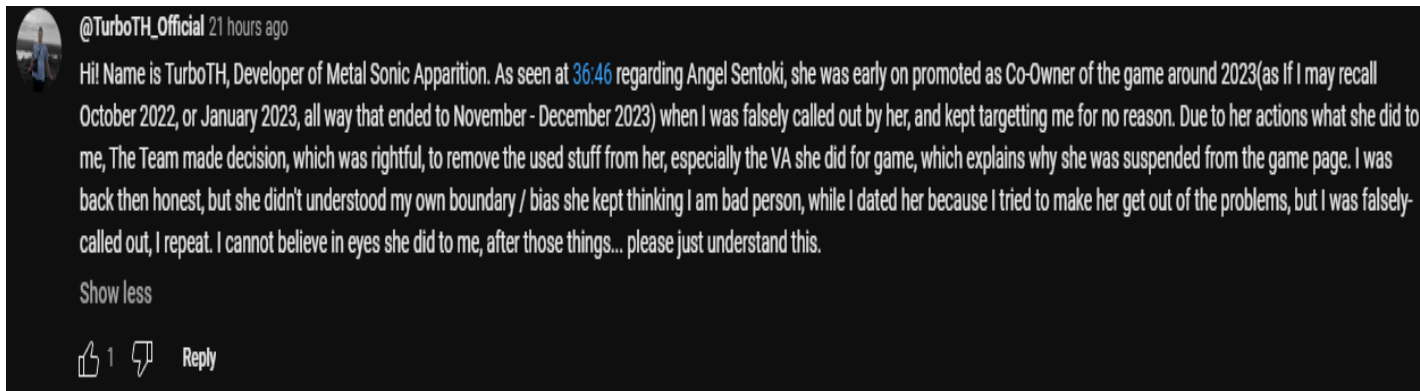 @TurboTH_Official 21 hours ago
Hi! Name is TurboTH, Developer of Metal Sonic Apparition. As seen at 36:46 regarding Angel Sentoki, she was early on promoted as Co-Owner of the game around 2023(as If I may recall
October 2022, or January 2023, all way that ended to November - December 2023) when I was falsely called out by her, and kept targetting me for no reason. Due to her actions what she did to
me, The Team made decision, which was rightful, to remove the used stuff from her, especially the VA she did for game, which explains why she was suspended from the game page. I was
back then honest, but she didn't understood my own boundary / bias she kept thinking I am bad person, while I dated her because I tried to make her get out of the problems, but I was falsely-
called out, I repeat. I cannot believe in eyes she did to me, after those things... please just understand this.
Show less
1 Reply